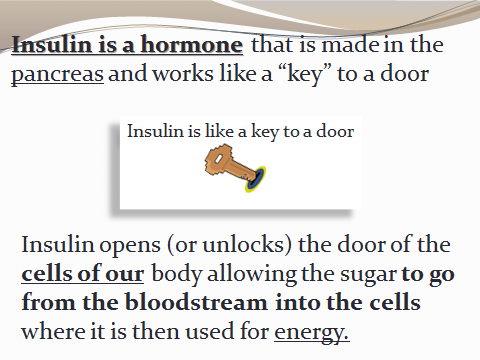 Insulin is a hormone that is made in the
pancreas and works like a “key” to a door
Insulin is like a key to a door
Insulin opens (or unlocks) the door of the
cells of our body allowing the sugar to go
from the bloodstream into the cells
where it is then used for energy.